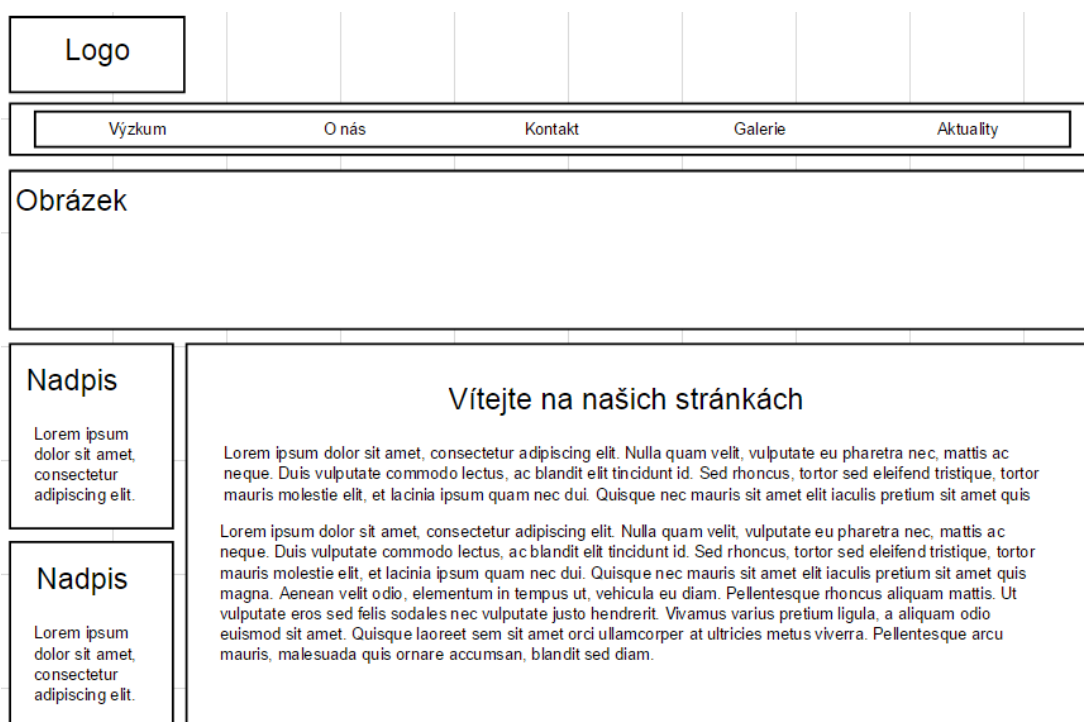 Logo
Výzkum O nás Kontakt Galerie Aktuality
Obrázek
Nadpis
Lorem ipsum
dolor sit amet,
consectetur
adipiscing elit.
Nadpis
Lorem ipsum
dolor sit amet,
consectetur
adipiscing elit.
Vítejte na našich stránkách
Lorem ipsum dolor sit amet, consectetur adipiscing elit. Nulla quam velit, vulputate eu pharetra nec, mattis ac
neque. Duis vulputate commodo lectus, ac blandit elit tincidunt id. Sed rhoncus, tortor sed eleifend tristique, tortor
mauris molestie elit, et lacinia ipsum quam nec dui. Quisque nec mauris sit amet elit iaculis pretium sit amet quis
Lorem ipsum dolor sit amet, consectetur adipiscing elit. Nulla quam velit, vulputate eu pharetra nec, mattis ac
neque. Duis vulputate commodo lectus, ac blandit elit tincidunt id. Sed rhoncus, tortor sed eleifend tristique, tortor
mauris molestie elit, et lacinia ipsum quam nec dui. Quisque nec mauris sit amet elit iaculis pretium sit amet quis
magna. Aenean velit odio, elementum in tempus ut, vehicula eu diam. Pellentesque rhoncus aliquam mattis. Ut
vulputate eros sed felis sodales nec vulputate justo hendrerit. Vivamus varius pretium ligula, a aliquam odio
euismod sit amet. Quisque laoreet sem sit amet orci ullamcorper at ultricies metus viverra. Pellentesque arcu
mauris, malesuada quis ornare accumsan, blandit sed diam.